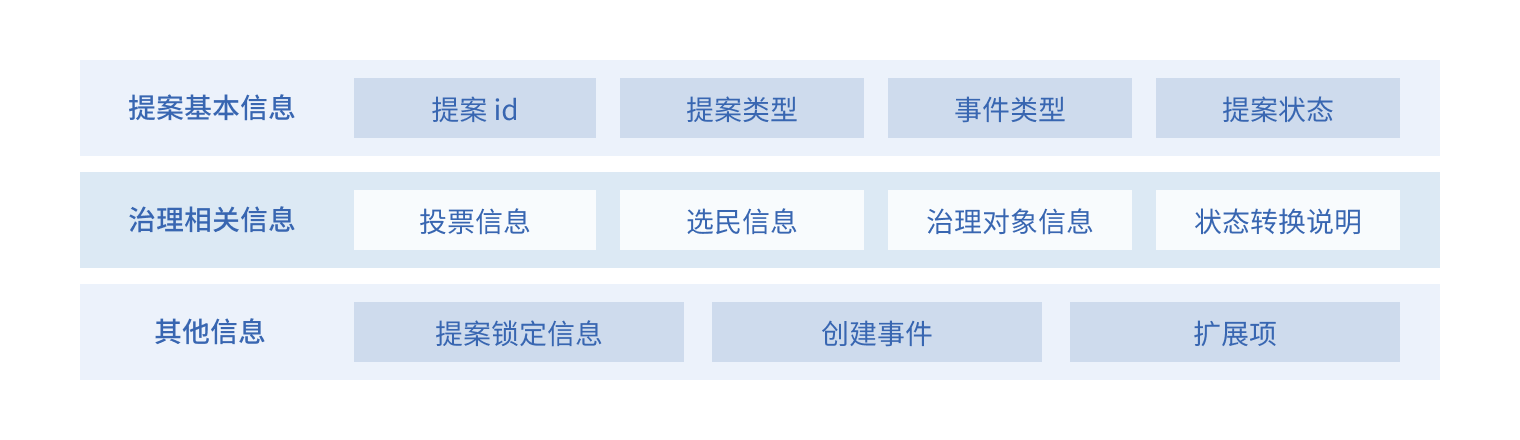 提案基本信息
提案 id
提案类型
事件类型
提案状态
治理相关信息
投票信息
选民信息
治理对象信息
状态转换说明
其他信息
提案锁定信息
创建事件
扩展项